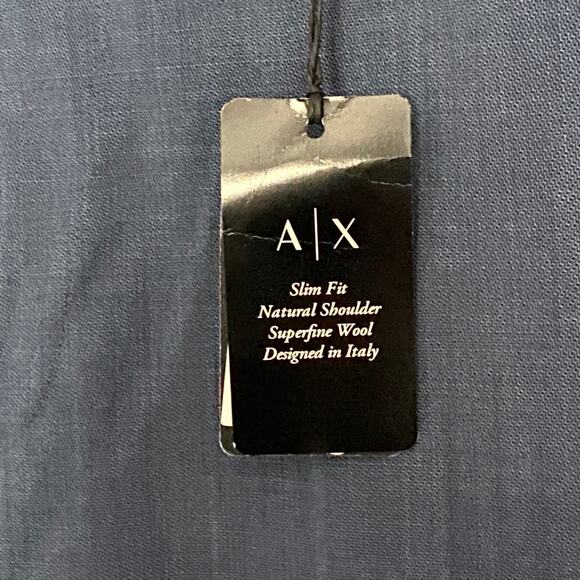 A|X
Slim Fit
Natural Shoulder
Superfine Wool
Designed in Italy